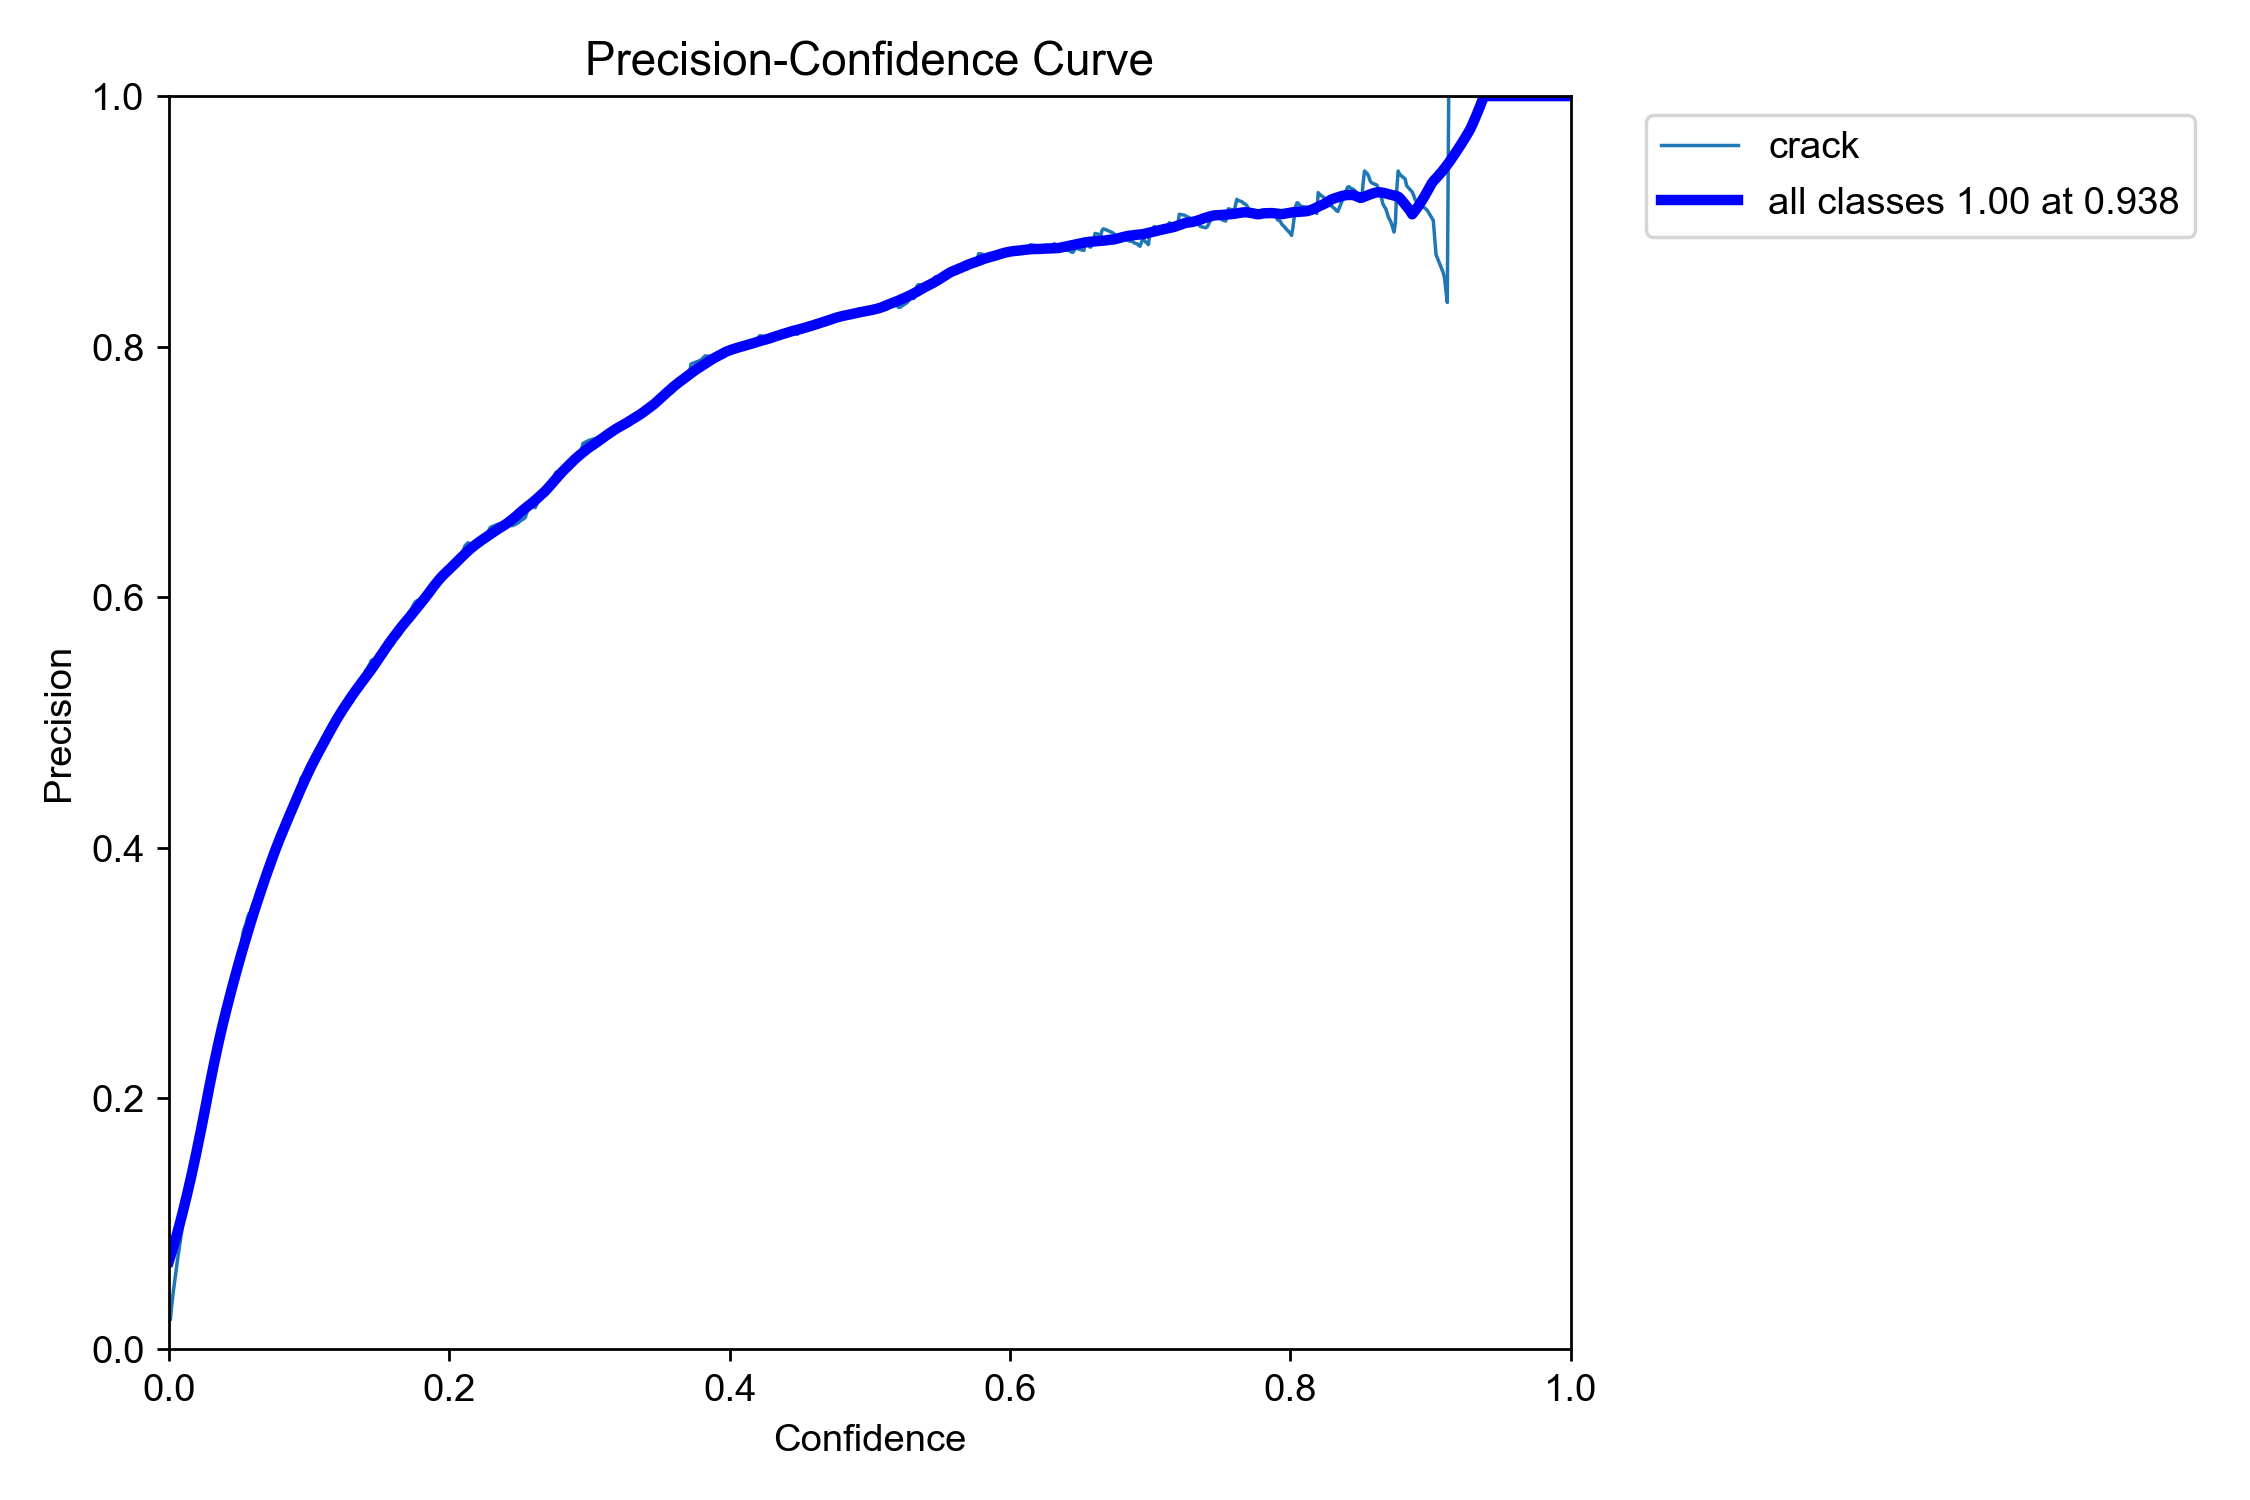 Precision-Confidence Curve
1.0
0.8
0.6
0.4
0.2
0.0
Precision
0.0 0.2 0.4 0.6 0.8 1.0
Confidence
crack
all classes 1.00 at 0.938